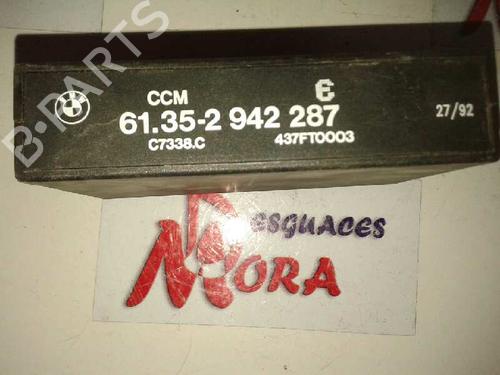 B-PARTS
CCM E
61.35-2 942 287 27/92
C7338.C 437FT0003
DESGUACES
MORA